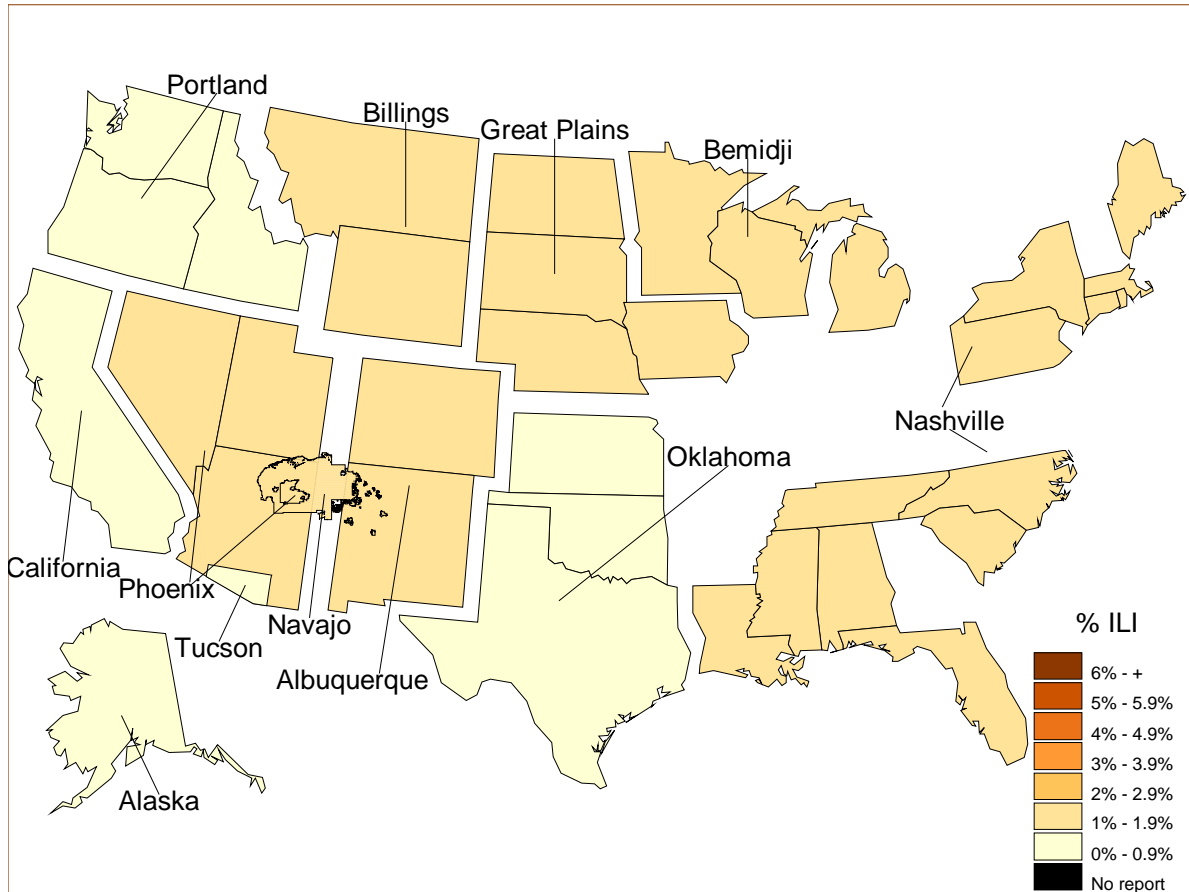 Portland
Billings
Great Plains
Bemidji
Nashville
Oklahoma
California
Phoenix
Navajo
Tucson
Albuquerque
Alaska
% ILI
6% - +
5% - 5.9%
4% - 4.9%
3% - 3.9%
2% - 2.9%
1% - 1.9%
0% - 0.9%
No report